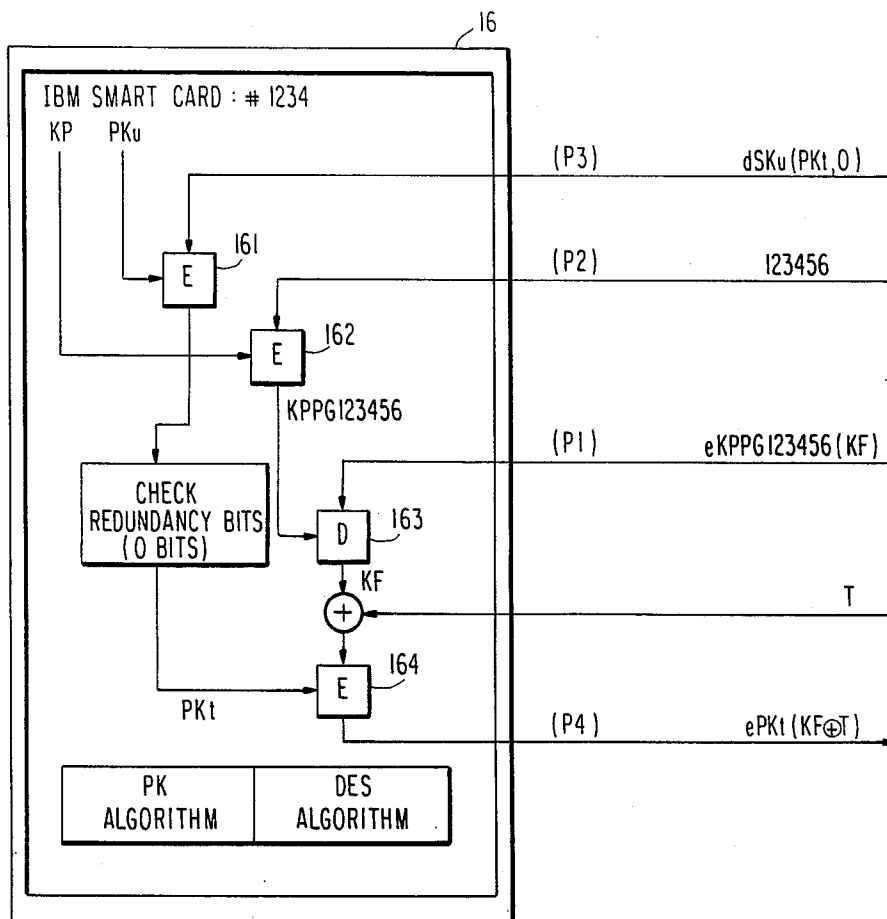 16
IBM SMART CARD : # 1234
KP PKu
(P3) dSKu(PKt,0)
161
E
(P2) 123456
162
E
KPPG123456
(P1) eKPPG123456(KF)
CHECK
REDUNDANCY BITS
(0 BITS)
163
D
KF
T
+
164
E
PKt
(P4) ePKt(KF⊕T)
PK
ALGORITHM
DES
ALGORITHM